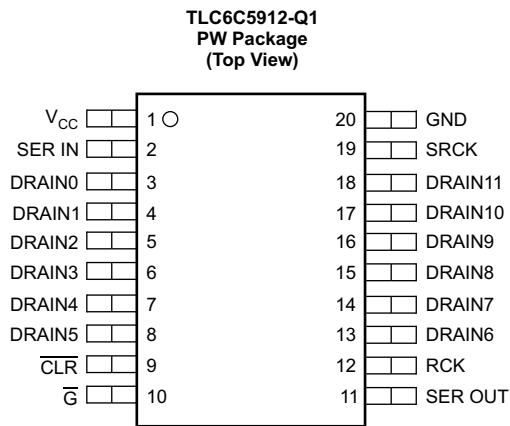 TLC6C5912-Q1
PW Package
(Top View)
V_CC 1 20 GND
SER IN 2 19 SRCK
DRAIN0 3 18 DRAIN11
DRAIN1 4 17 DRAIN10
DRAIN2 5 16 DRAIN9
DRAIN3 6 15 DRAIN8
DRAIN4 7 14 DRAIN7
DRAIN5 8 13 DRAIN6
C̅L̅R̅ 9 12 RCK
G̅ 10 11 SER OUT